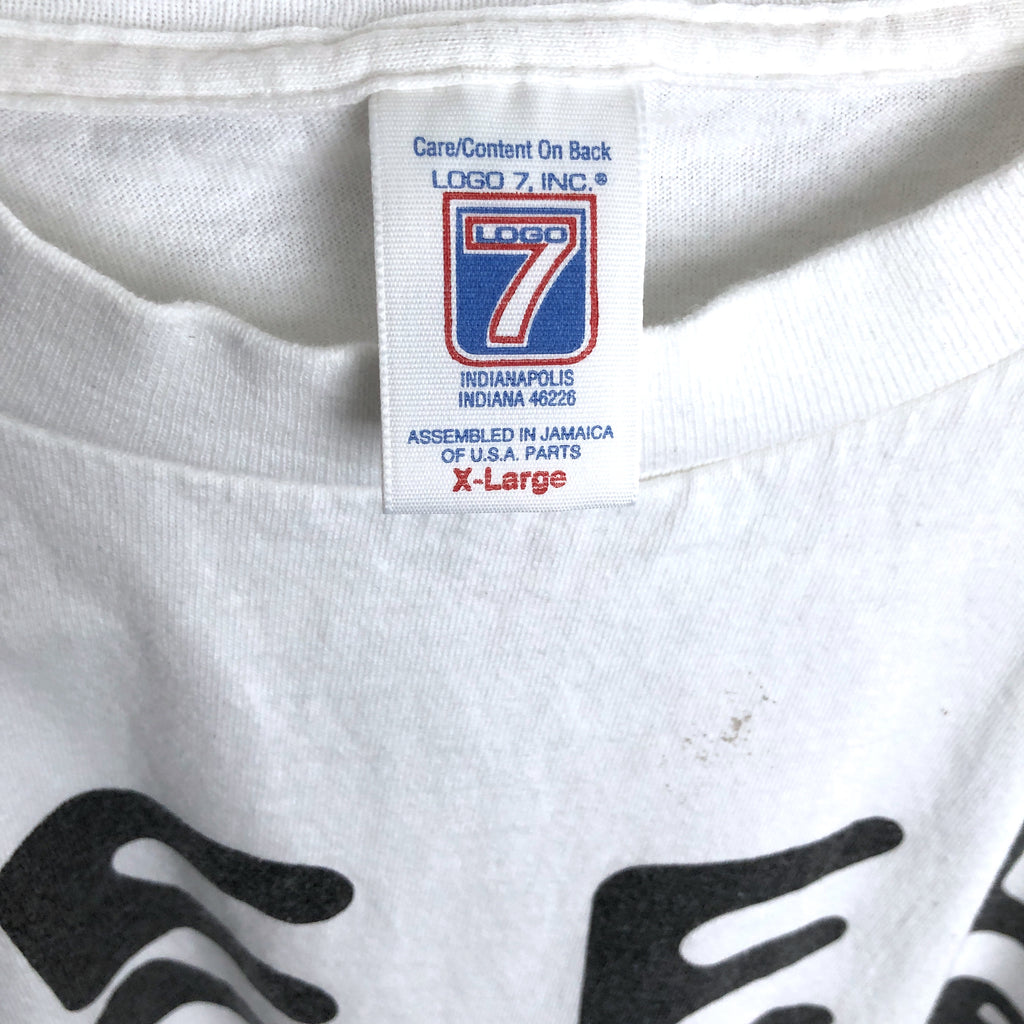 Care/Content On Back
LOGO 7, INC.®
LOGO
7
INDIANAPOLIS
INDIANA 46226
ASSEMBLED IN JAMAICA
OF U.S.A. PARTS
X-Large